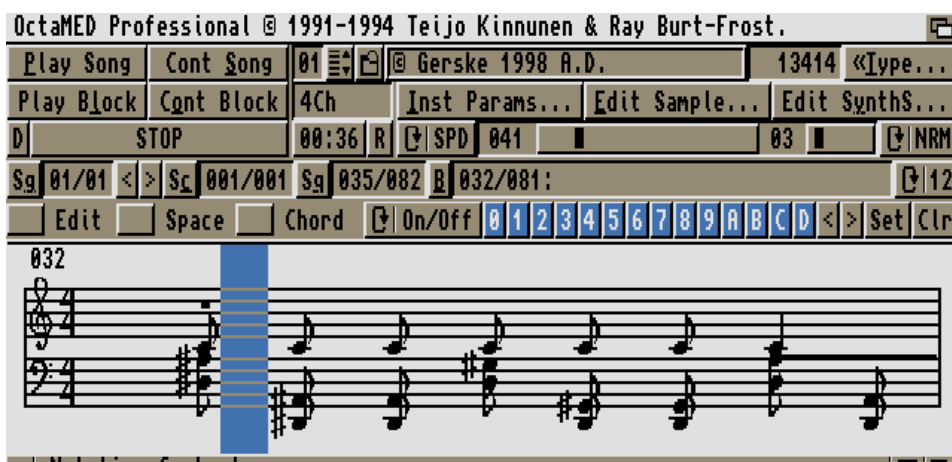 OctaMED Professional © 1991-1994 Teijo Kinnunen & Ray Burt-Frost.
Play Song Cont Song 01 © Gerske 1998 A.D. 13414 «Type...
Play Block Cont Block 4Ch Inst Params... Edit Sample... Edit SynthS...
D STOP 00:36 R SPD 041 03 NRM
Sg 01/01 < > Sc 001/001 Sq 035/082 B 032/081: 12
Edit Space Chord On/Off 0 1 2 3 4 5 6 7 8 9 A B C D < > Set Clr
032